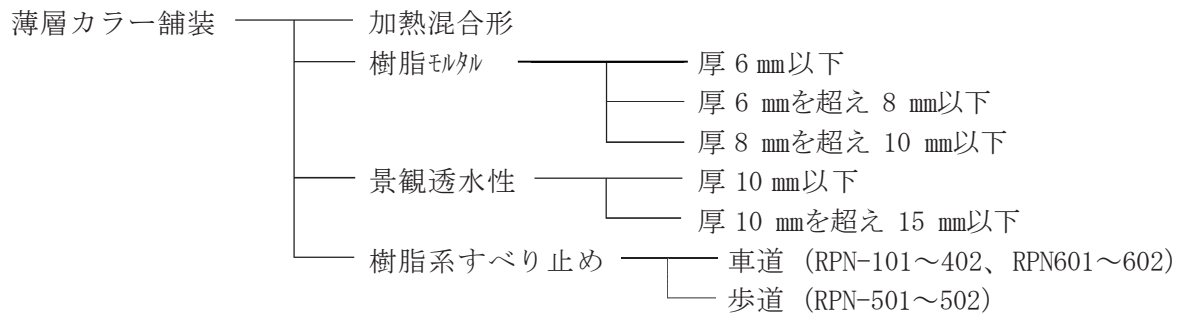 薄層カラー舗装 加熱混合形
樹脂ﾓﾙﾀﾙ 厚 6 ㎜以下
厚 6 ㎜を超え 8 ㎜以下
厚 8 ㎜を超え 10 ㎜以下
景観透水性 厚 10 ㎜以下
厚 10 ㎜を超え 15 ㎜以下
樹脂系すべり止め 車道（RPN-101～402、RPN601～602）
歩道（RPN-501～502）